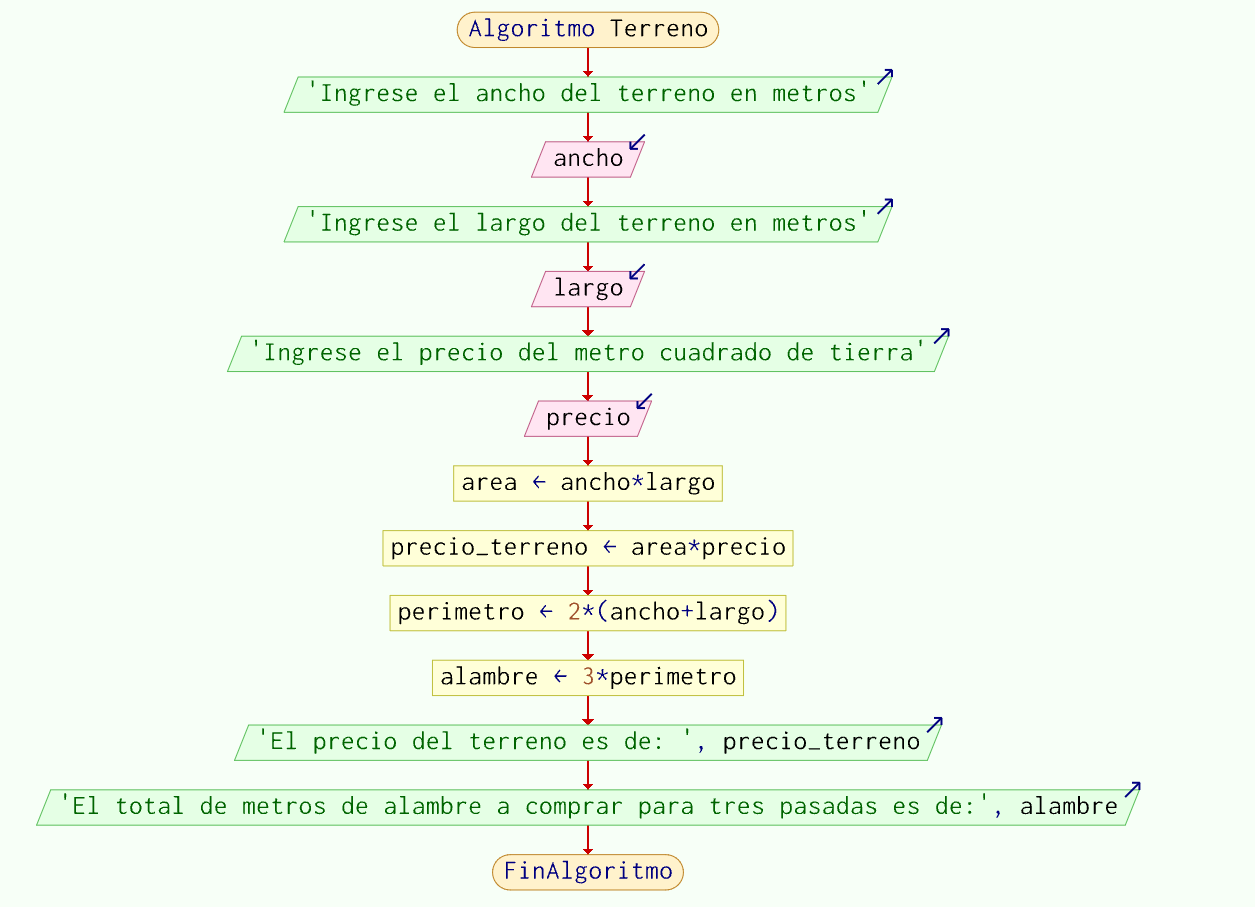 Algoritmo Terreno
'Ingrese el ancho del terreno en metros'
ancho
'Ingrese el largo del terreno en metros'
largo
'Ingrese el precio del metro cuadrado de tierra'
precio
area ← ancho*largo
precio_terreno ← area*precio
perimetro ← 2*(ancho+largo)
alambre ← 3*perimetro
'El precio del terreno es de: ', precio_terreno
'El total de metros de alambre a comprar para tres pasadas es de:', alambre
FinAlgoritmo